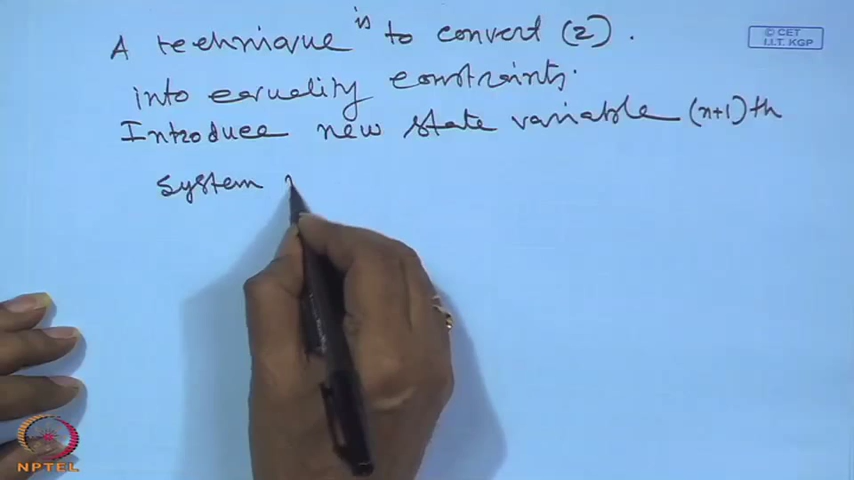 A technique is to convert (2).
into equality constraints.
Introduce new state variable (n+1)th
system
© CET
I.I.T. KGP
NPTEL